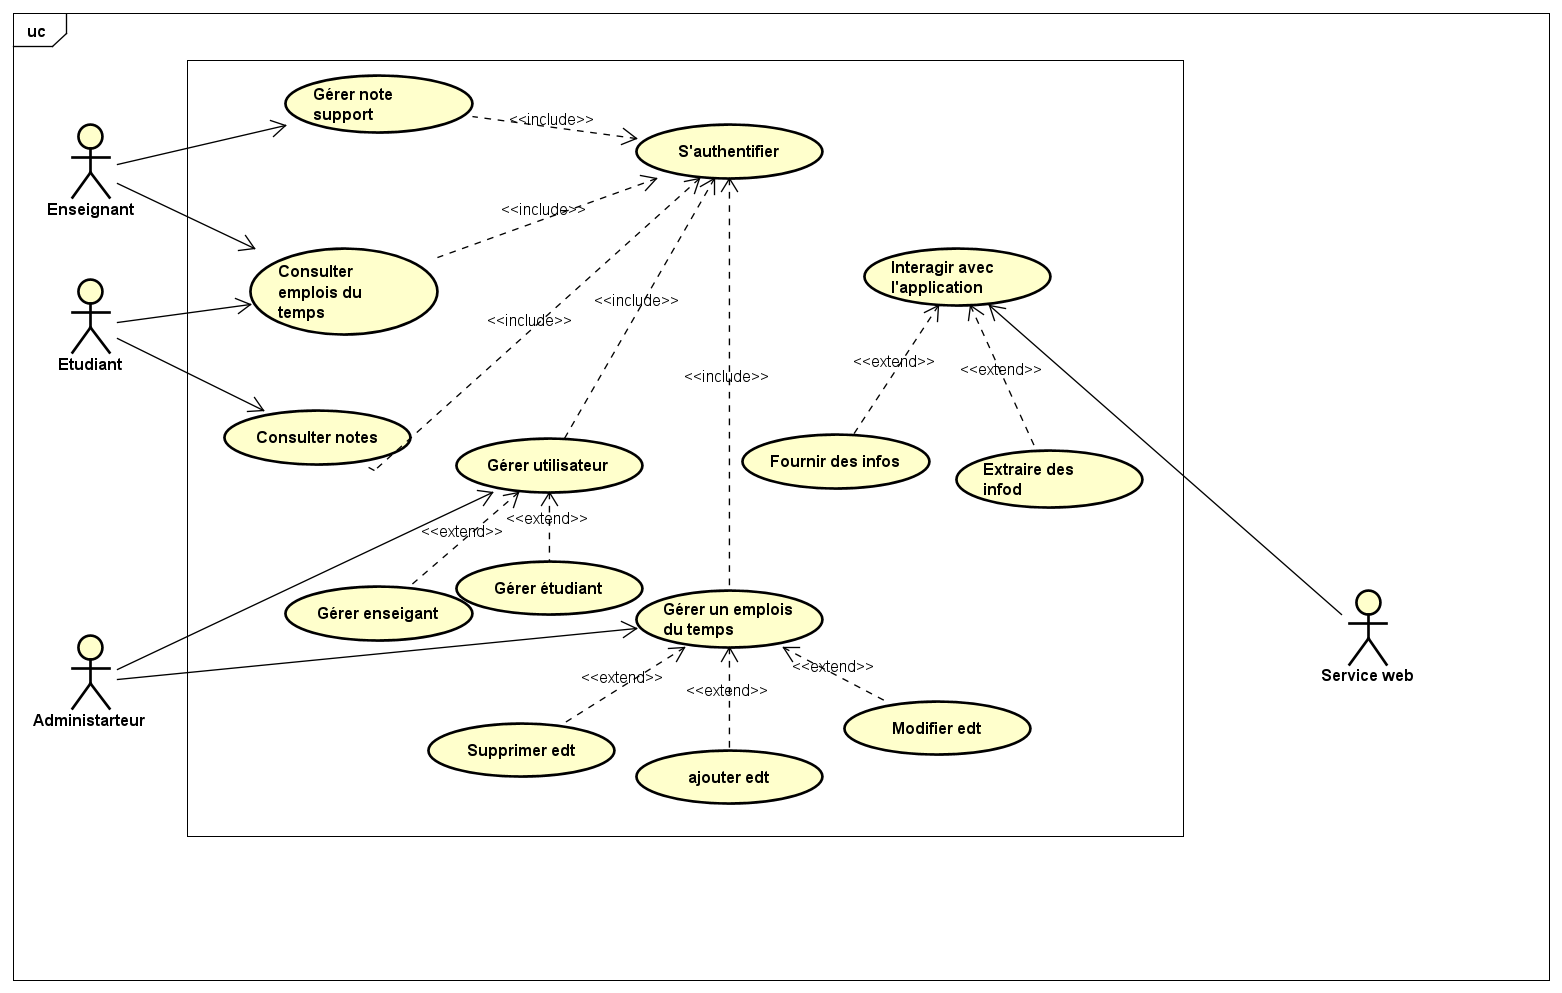 uc
Gérer note
support
<<include>>
S'authentifier
Enseignant
<<include>>
Consulter
emplois du
temps
Interagir avec
l'application
<<include>>
<<include>>
Etudiant
<<extend>>
<<extend>>
<<include>>
Consulter notes
Gérer utilisateur
Fournir des infos
Extraire des
infod
<<extend>>
<<extend>>
Gérer étudiant
Gérer enseigant
Gérer un emplois
du temps
Administarteur
Service web
<<extend>>
<<extend>>
<<extend>>
Modifier edt
Supprimer edt
ajouter edt